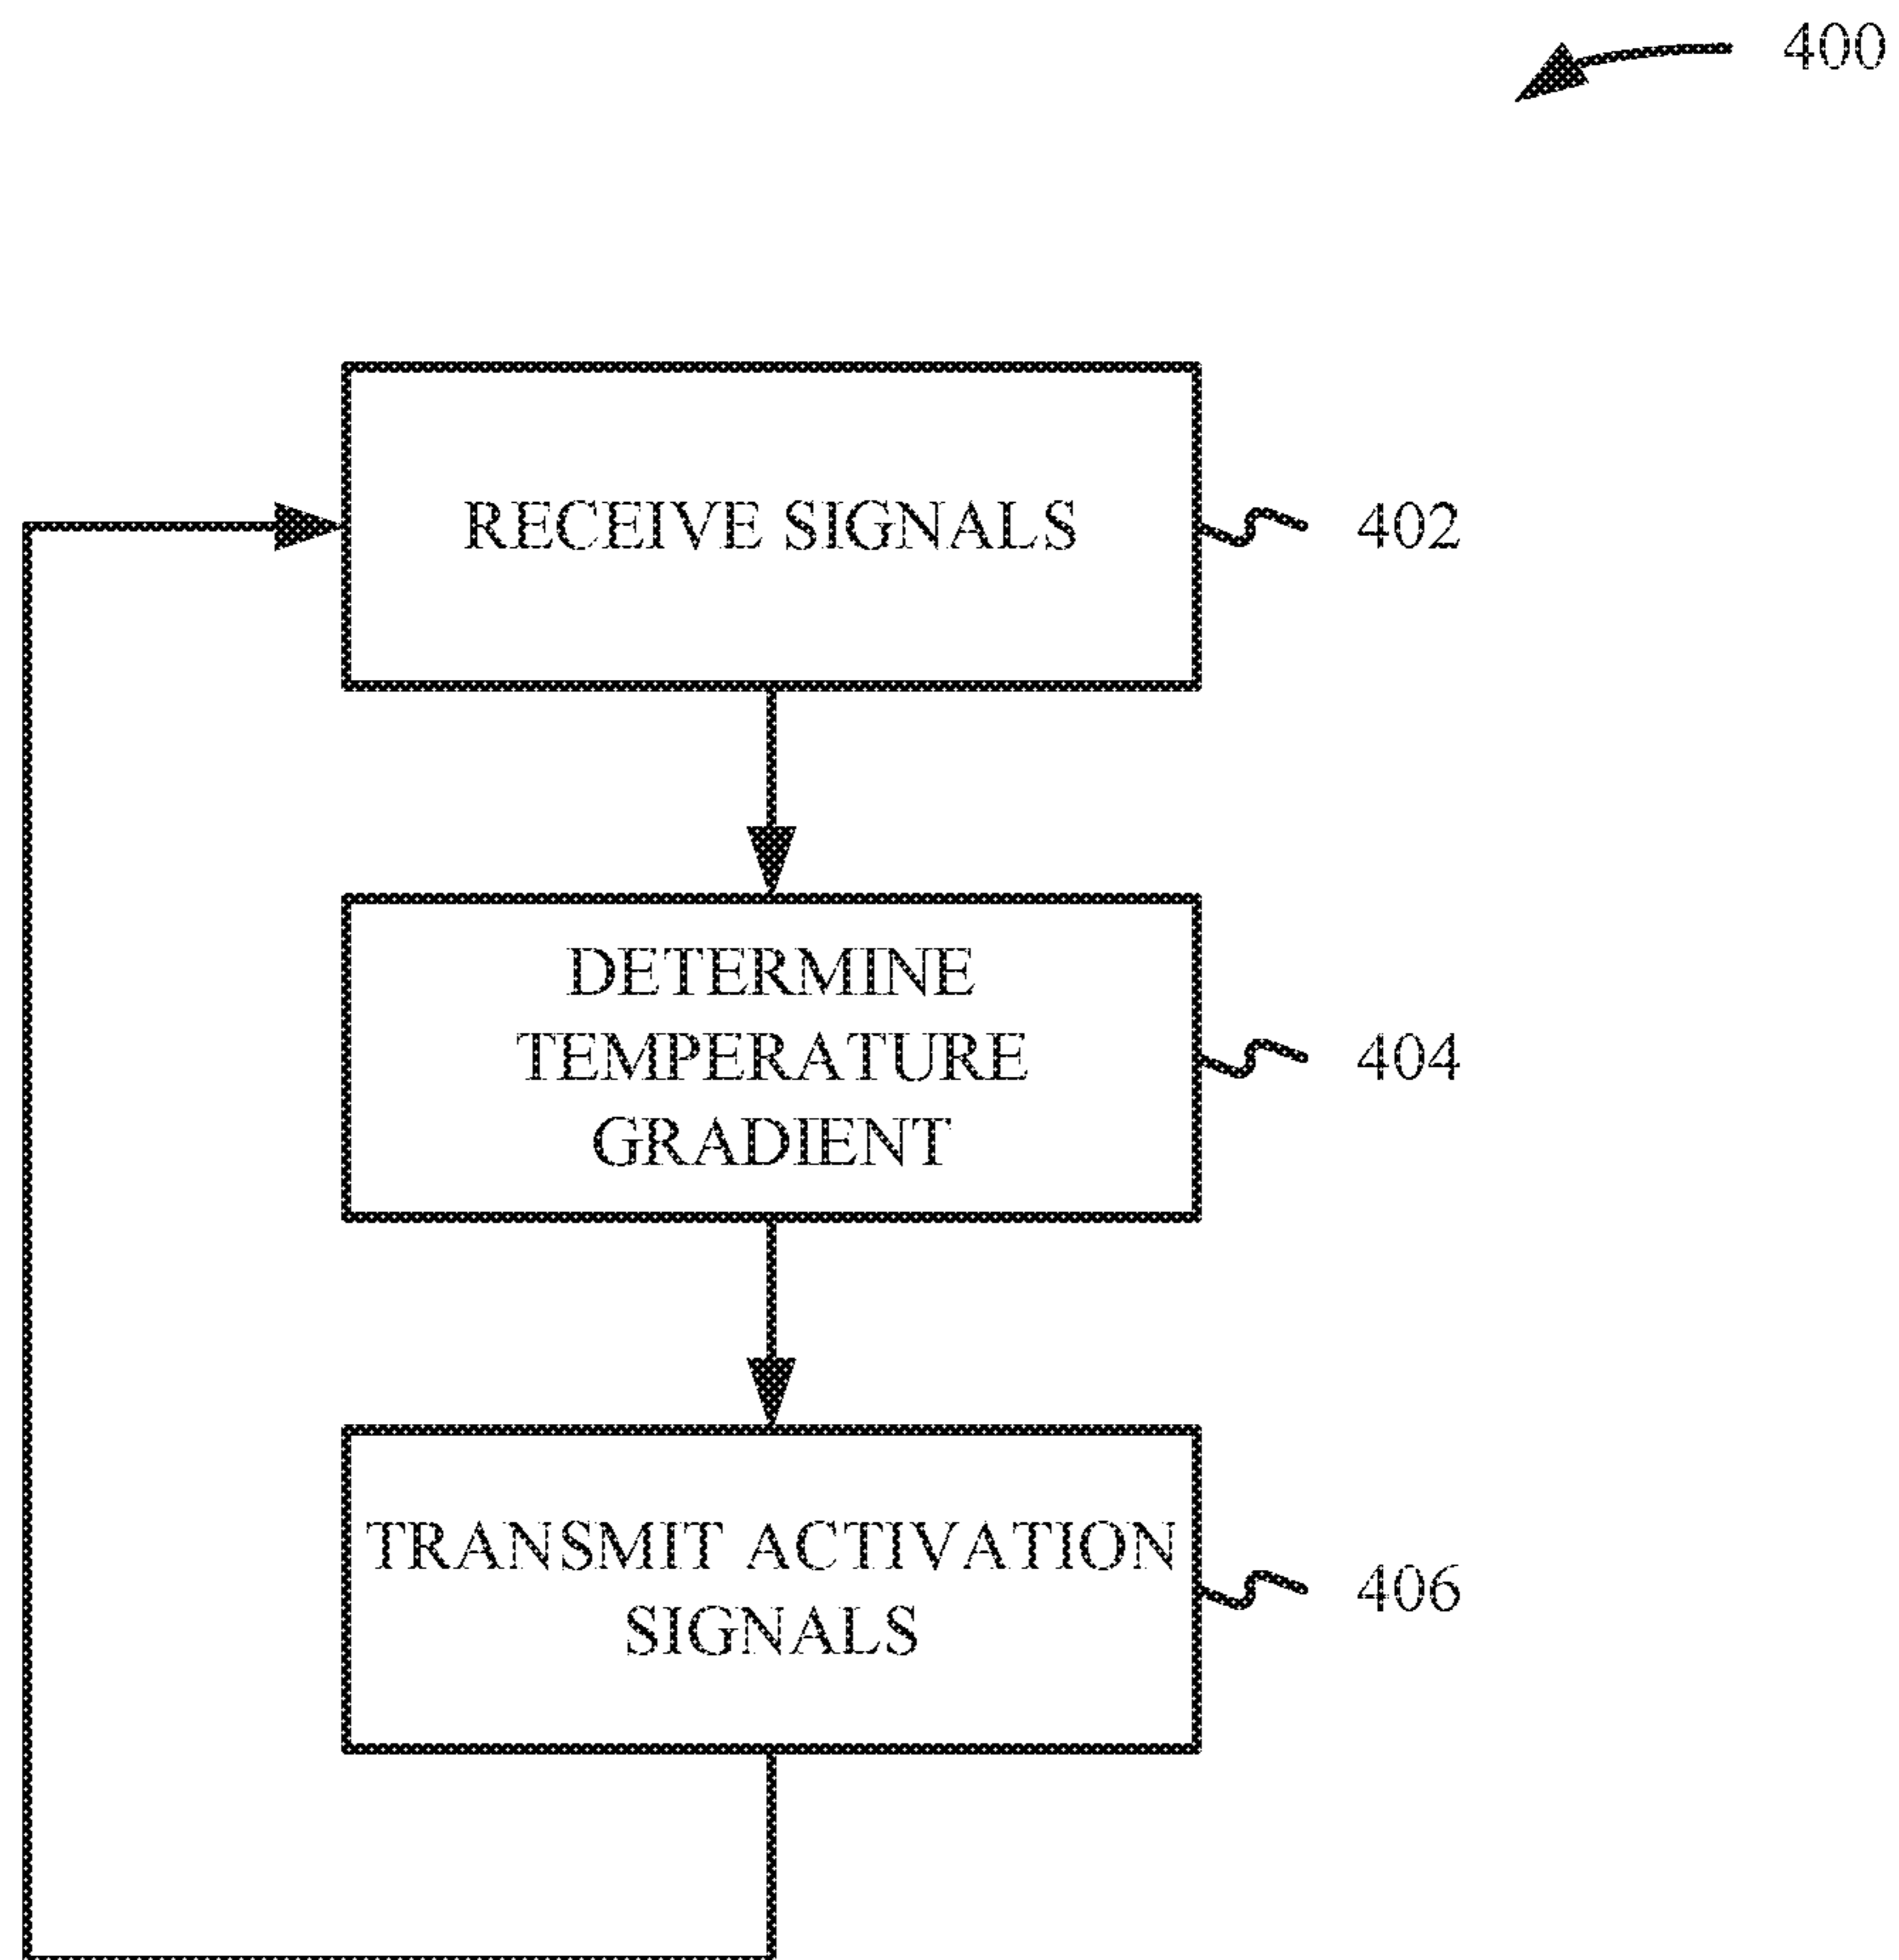 400
RECEIVE SIGNALS
402
DETERMINE
TEMPERATURE
GRADIENT
404
TRANSMIT ACTIVATION
SIGNALS
406